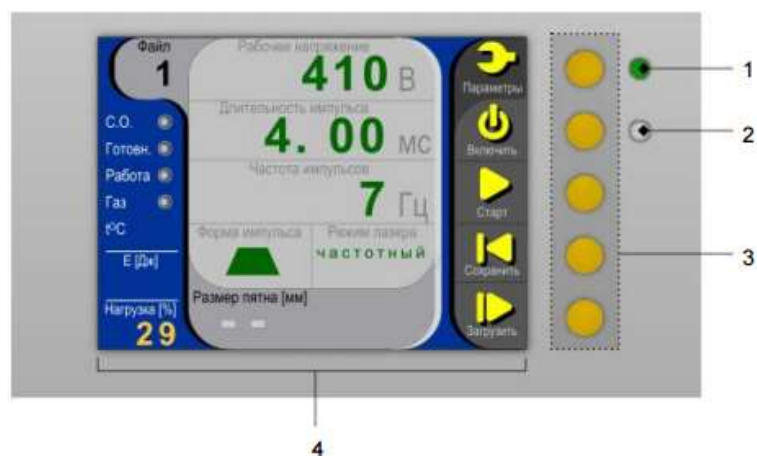 Файл
1
С.О.
Готовн.
Работа
Газ
tºC
Е [Дж]
Нагрузка [%]
29
Рабочее напряжение
410 В
Длительность импульса
4. 00 мс
Частота импульсов
7 Гц
Форма импульса
Режим лазера
частотный
Размер пятна [мм]
--
Параметры
Включить
Старт
Сохранить
Загрузить
1
2
3
4